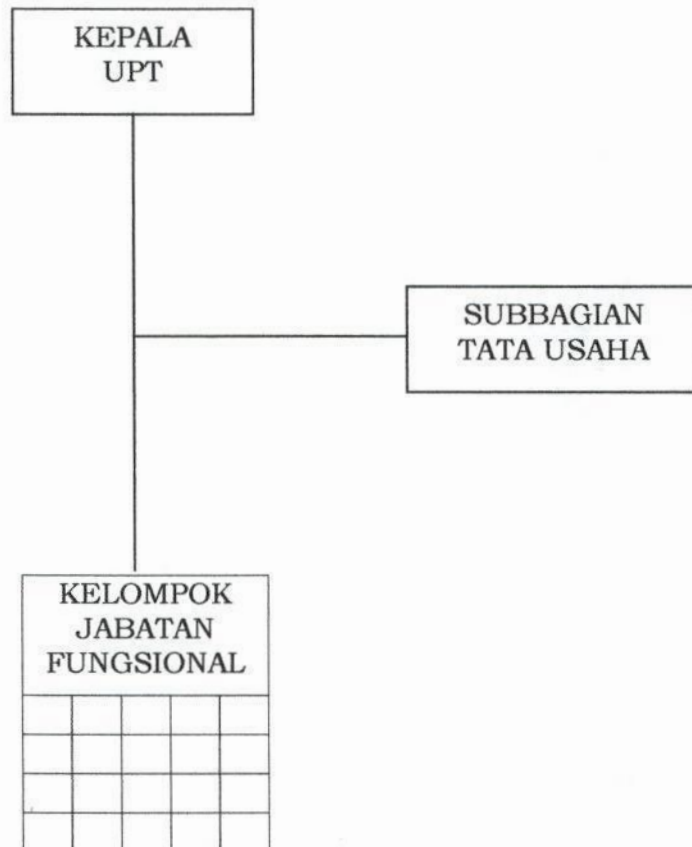 KEPALA
UPT
SUBBAGIAN
TATA USAHA
KELOMPOK
JABATAN
FUNGSIONAL